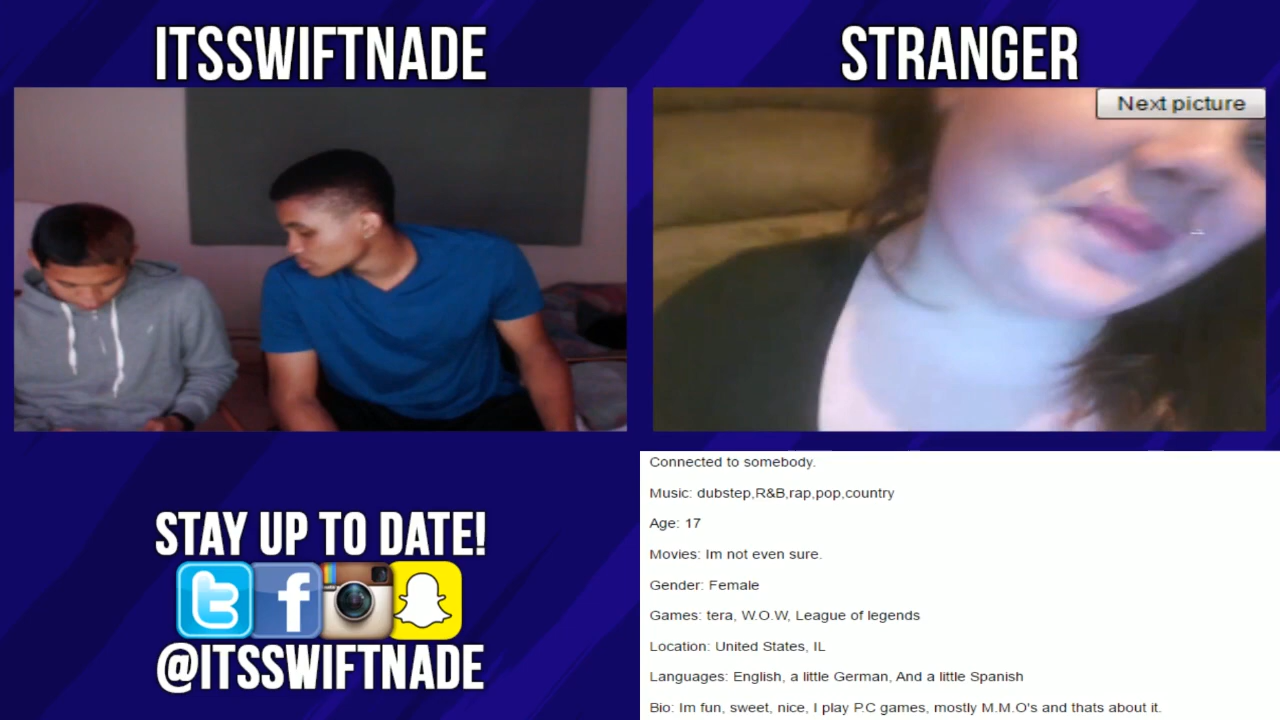 ITSSWIFTNADE
STRANGER
Next picture
STAY UP TO DATE!
@ITSSWIFTNADE
Connected to somebody.
Music: dubstep,R&B,rap,pop,country
Age: 17
Movies: Im not even sure.
Gender: Female
Games: tera, W.O.W, League of legends
Location: United States, IL
Languages: English, a little German, And a little Spanish
Bio: Im fun, sweet, nice, I play P.C games, mostly M.M.O's and thats about it.